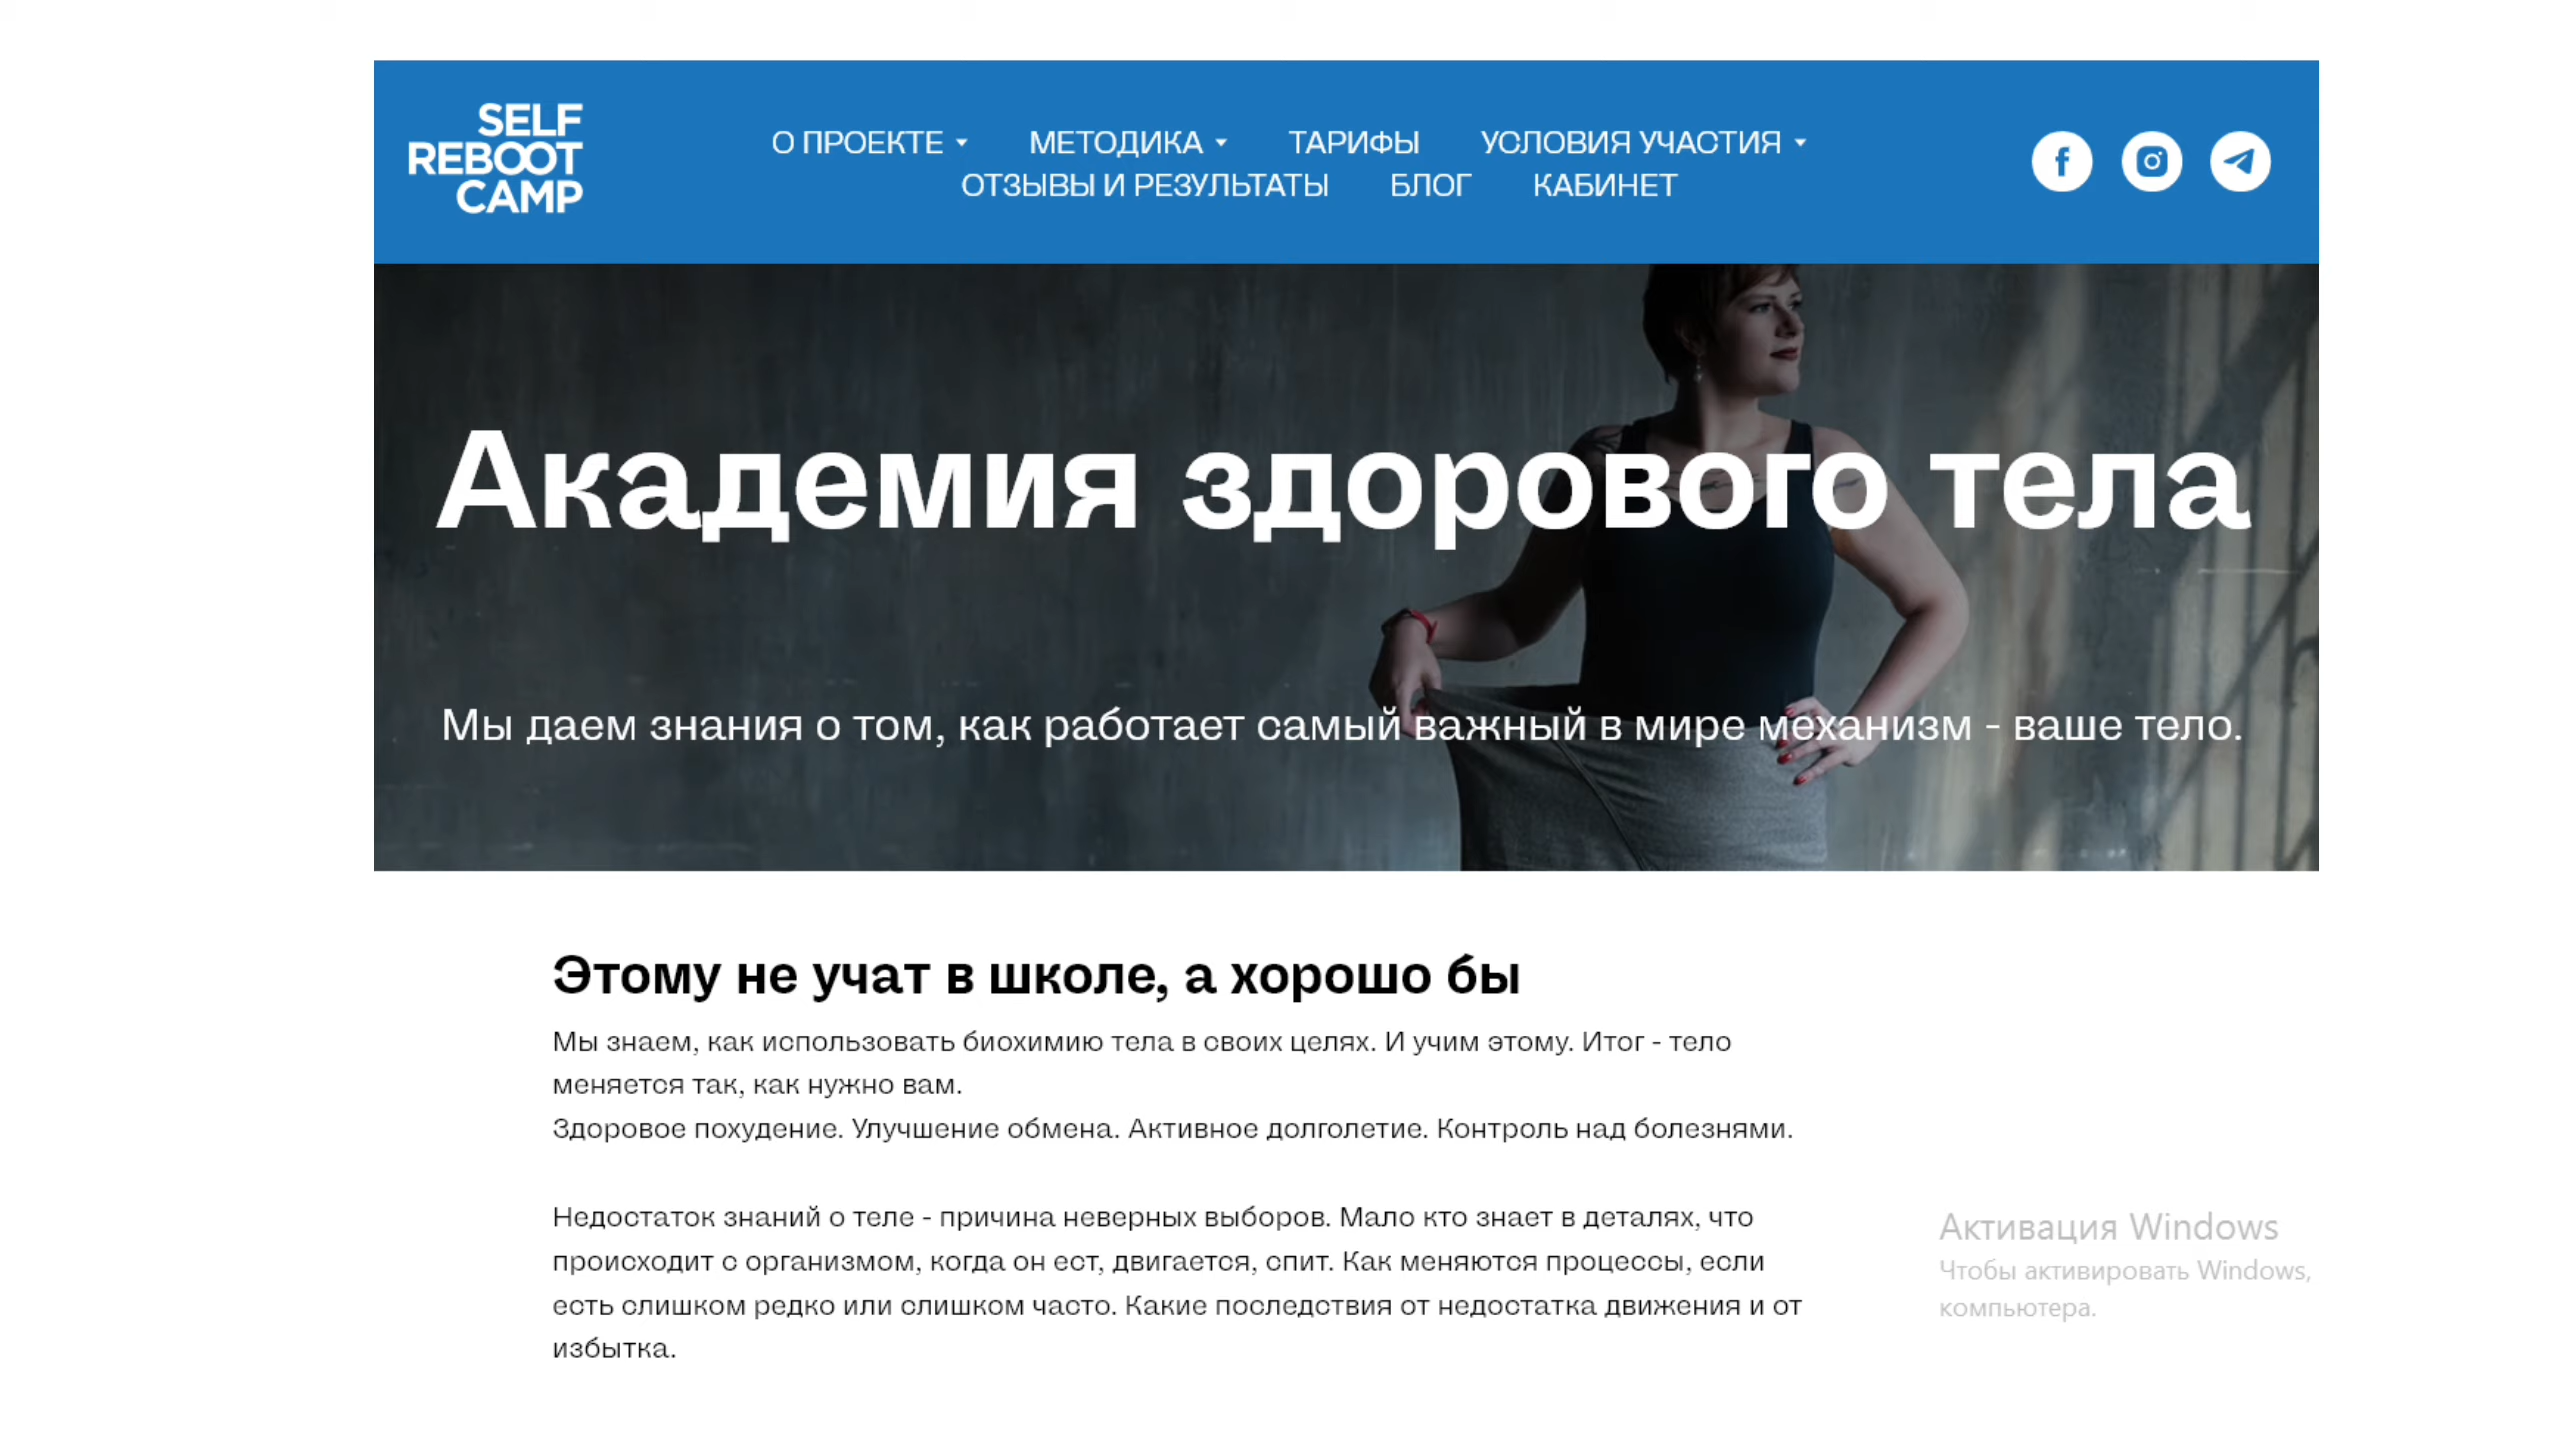 SELF
REBOOT
CAMP
О ПРОЕКТЕ МЕТОДИКА ТАРИФЫ УСЛОВИЯ УЧАСТИЯ
ОТЗЫВЫ И РЕЗУЛЬТАТЫ БЛОГ КАБИНЕТ
Академия здорового тела
Мы даем знания о том, как работает самый важный в мире механизм - ваше тело.
Этому не учат в школе, а хорошо бы
Мы знаем, как использовать биохимию тела в своих целях. И учим этому. Итог - тело
меняется так, как нужно вам.
Здоровое похудение. Улучшение обмена. Активное долголетие. Контроль над болезнями.
Недостаток знаний о теле - причина неверных выборов. Мало кто знает в деталях, что
происходит с организмом, когда он ест, двигается, спит. Как меняются процессы, если
есть слишком редко или слишком часто. Какие последствия от недостатка движения и от
избытка.
Активация Windows
Чтобы активировать Windows,
компьютера.